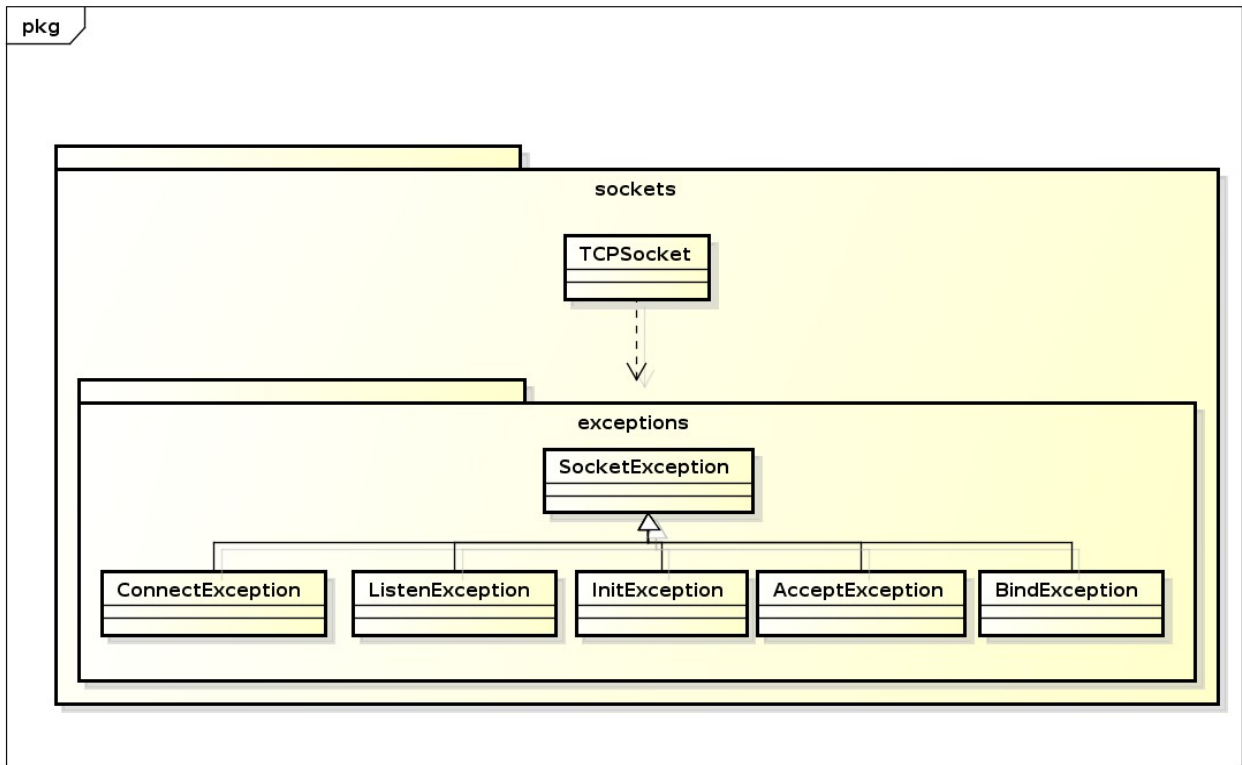 pkg
sockets
TCPSocket
exceptions
SocketException
ConnectException
ListenException
InitException
AcceptException
BindException